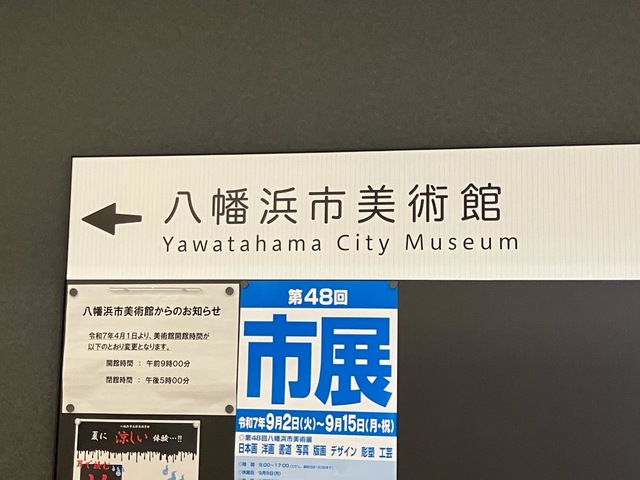 八幡浜市美術館
Yawatahama City Museum
八幡浜市美術館からのお知らせ
令和7年4月1日より、美術館開館時間が
以下のとおり変更となります。
開館時間 : 午前9時00分
閉館時間 : 午後5時00分
第48回
市展
令和7年9月2日(火)～9月15日(月・祝)
○第48回八幡浜市美術展
日本画 洋画 書道 写真 版画 デザイン 彫塑 工芸
夏に涼しい体験…!!